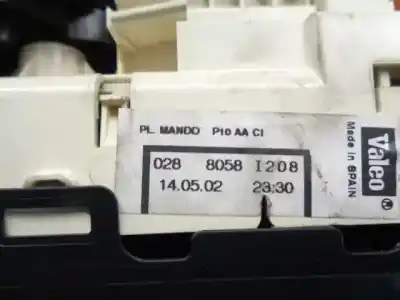 PL. MANDO P10 AA CI
028 8058 I208
14.05.02 23:30
Valeo
Made in SPAIN